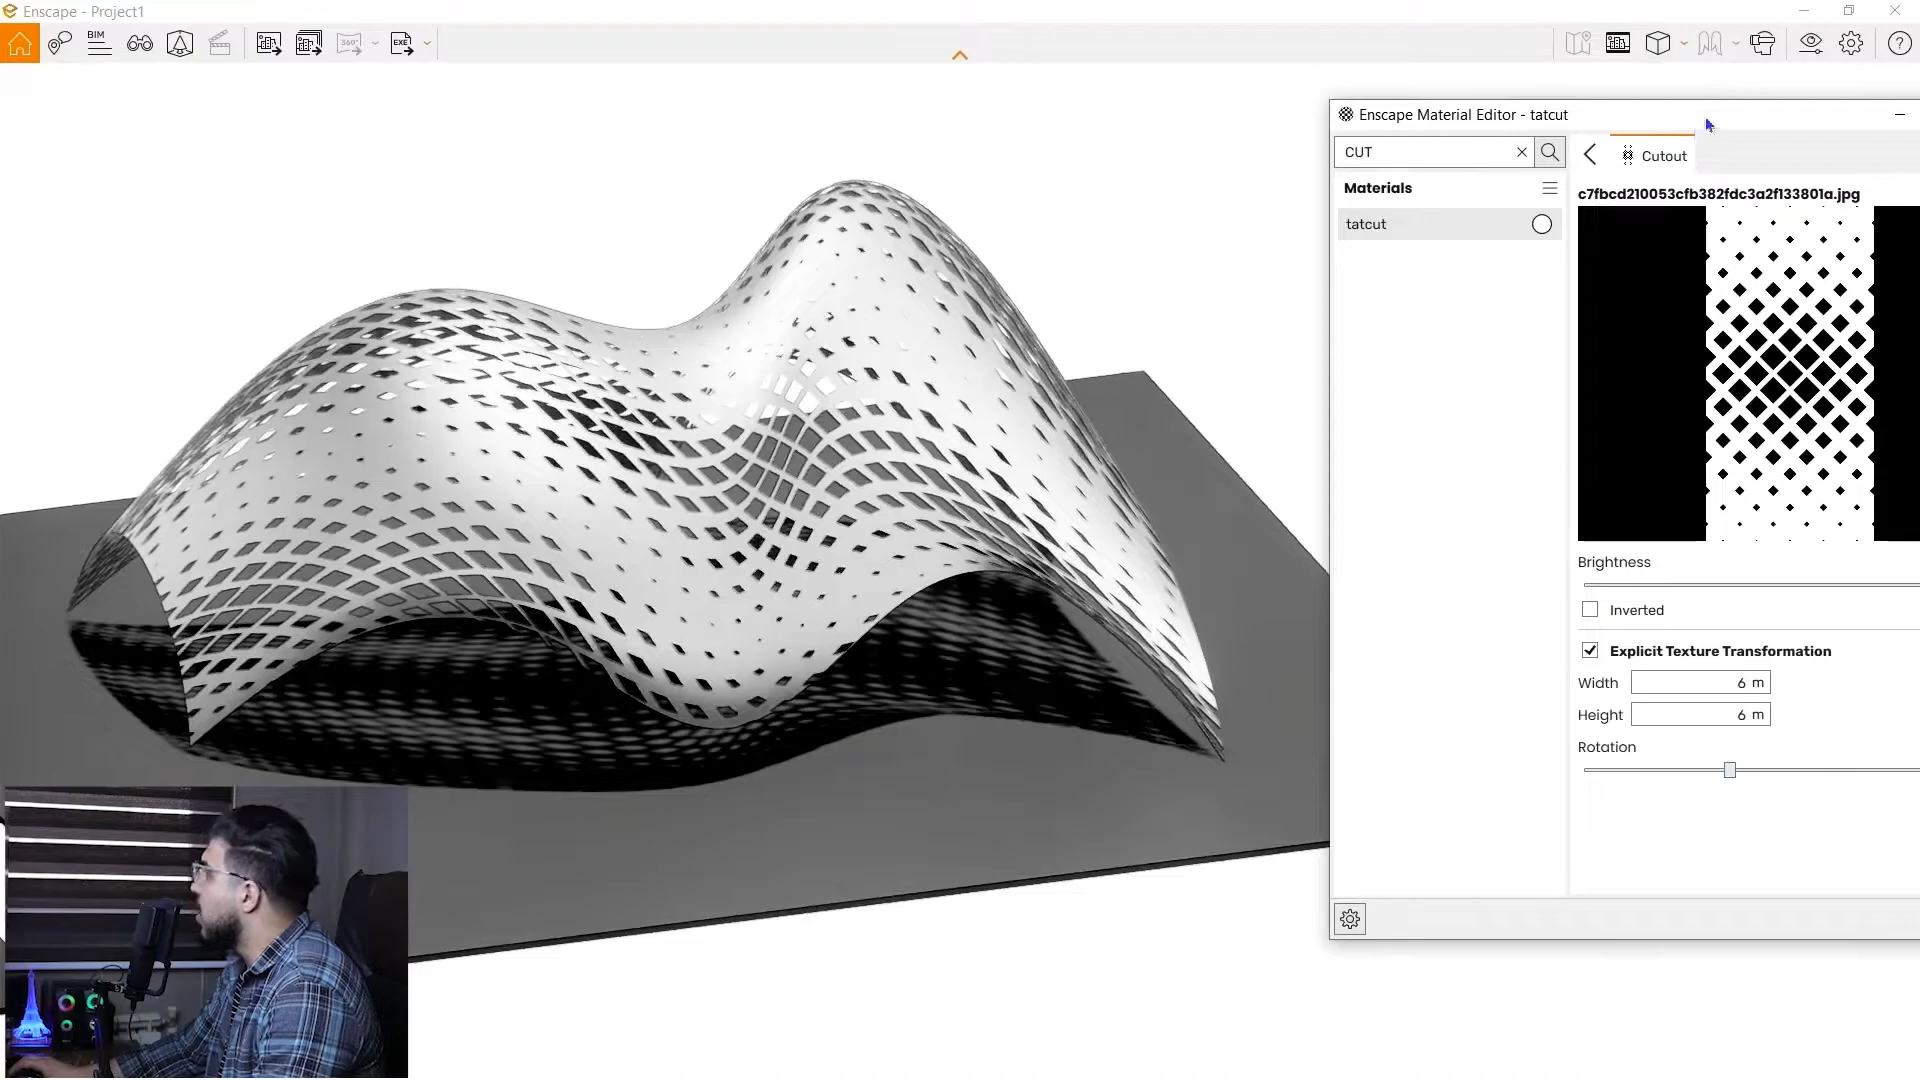 Enscape - Project1
BIM
360°
EXE
Enscape Material Editor - tatcut
CUT
Cutout
Materials
c7fbcd210053cfb382fdc3a2f133801a.jpg
tatcut
Brightness
Inverted
Explicit Texture Transformation
Width 6 m
Height 6 m
Rotation